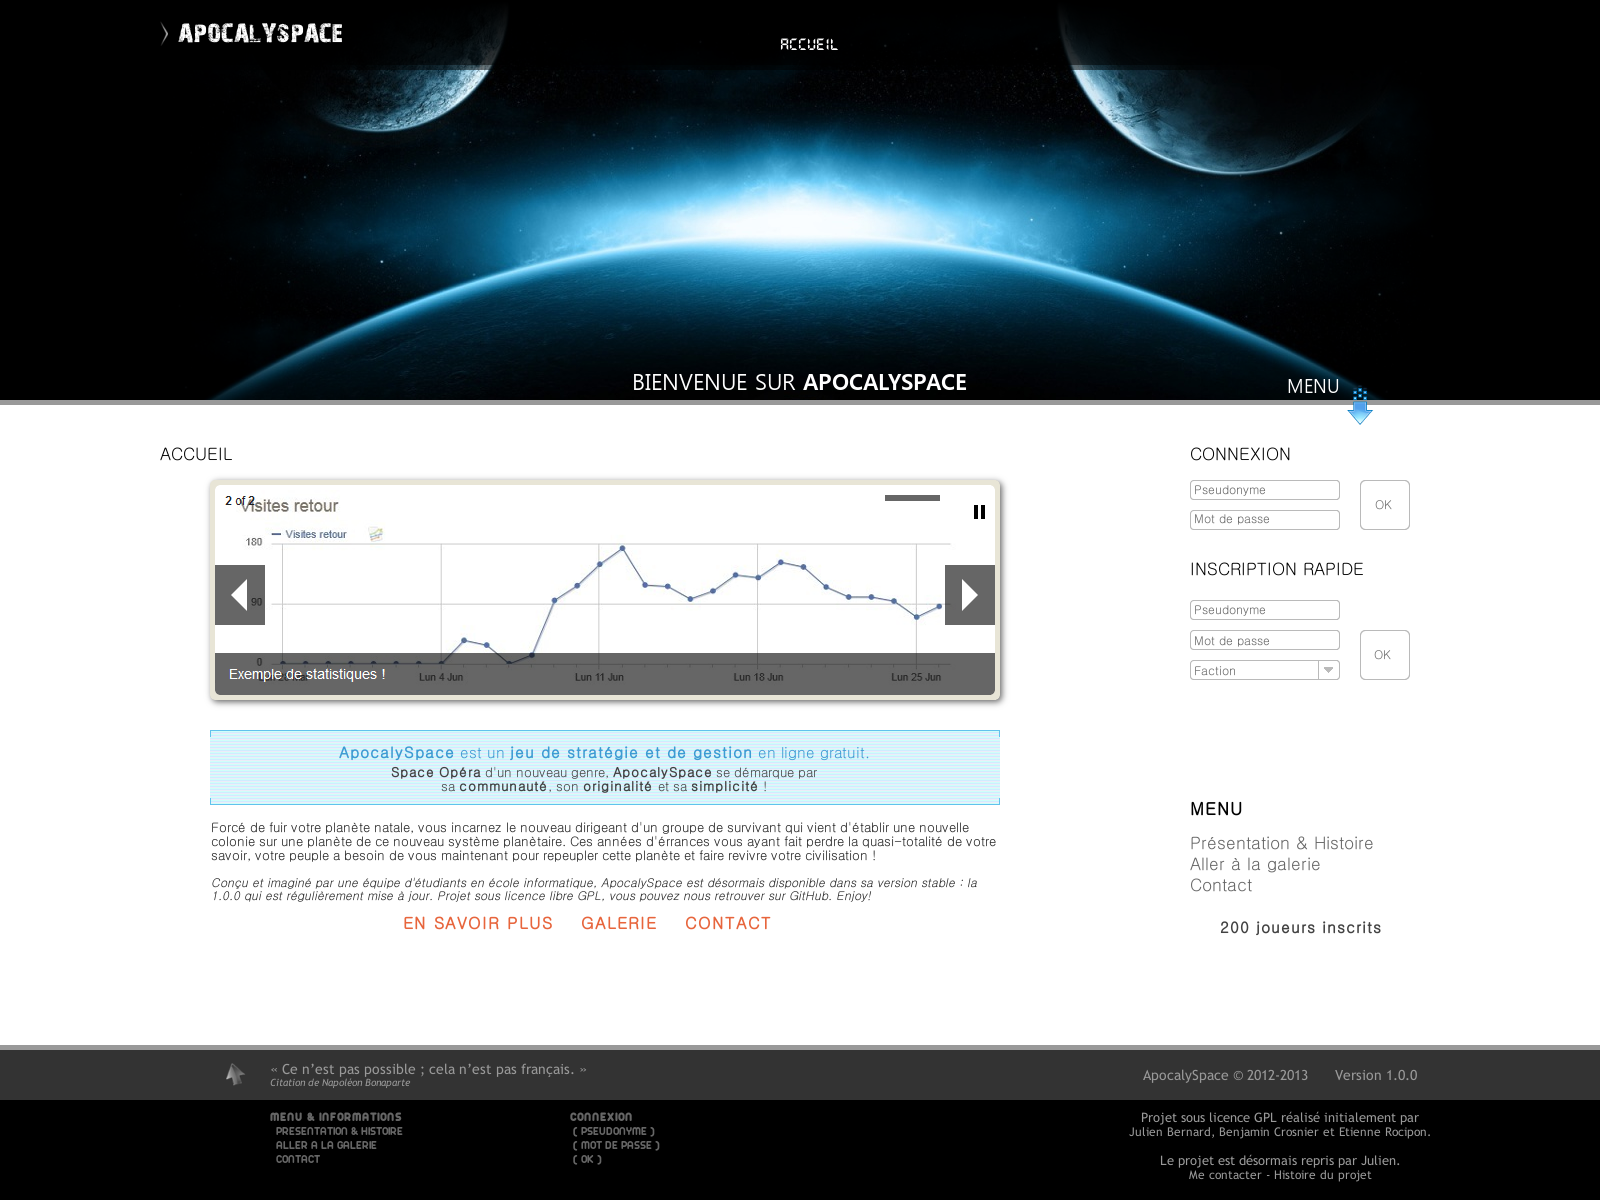 APOCALYSPACE
ACCUEIL
BIENVENUE SUR APOCALYSPACE
MENU
ACCUEIL
2 of 2
Visites retour
Visites retour
180
90
0
Lun 4 Jun
Lun 11 Jun
Lun 18 Jun
Lun 25 Jun
Exemple de statistiques !
ApocalySpace est un jeu de stratégie et de gestion en ligne gratuit.
Space Opéra d'un nouveau genre, ApocalySpace se démarque par
sa communauté, son originalité et sa simplicité !
Forcé de fuir votre planète natale, vous incarnez le nouveau dirigeant d'un groupe de survivant qui vient d'établir une nouvelle
colonie sur une planète de ce nouveau système planétaire. Ces années d'érrances vous ayant fait perdre la quasi-totalité de votre
savoir, votre peuple a besoin de vous maintenant pour repeupler cette planète et faire revivre votre civilisation !
Conçu et imaginé par une équipe d'étudiants en école informatique, ApocalySpace est désormais disponible dans sa version stable : la
1.0.0 qui est régulièrement mise à jour. Projet sous licence libre GPL, vous pouvez nous retrouver sur GitHub. Enjoy!
EN SAVOIR PLUS GALERIE CONTACT
CONNEXION
Pseudonyme
Mot de passe
OK
INSCRIPTION RAPIDE
Pseudonyme
Mot de passe
Faction
OK
MENU
Présentation & Histoire
Aller à la galerie
Contact
200 joueurs inscrits
« Ce n'est pas possible ; cela n'est pas français. »
Citation de Napoléon Bonaparte
ApocalySpace © 2012-2013 Version 1.0.0
MENU & INFORMATIONS
PRESENTATION & HISTOIRE
ALLER A LA GALERIE
CONTACT
CONNEXION
( PSEUDONYME )
( MOT DE PASSE )
( OK )
Projet sous licence GPL réalisé initialement par
Julien Bernard, Benjamin Crosnier et Etienne Rocipon.
Le projet est désormais repris par Julien.
Me contacter - Histoire du projet